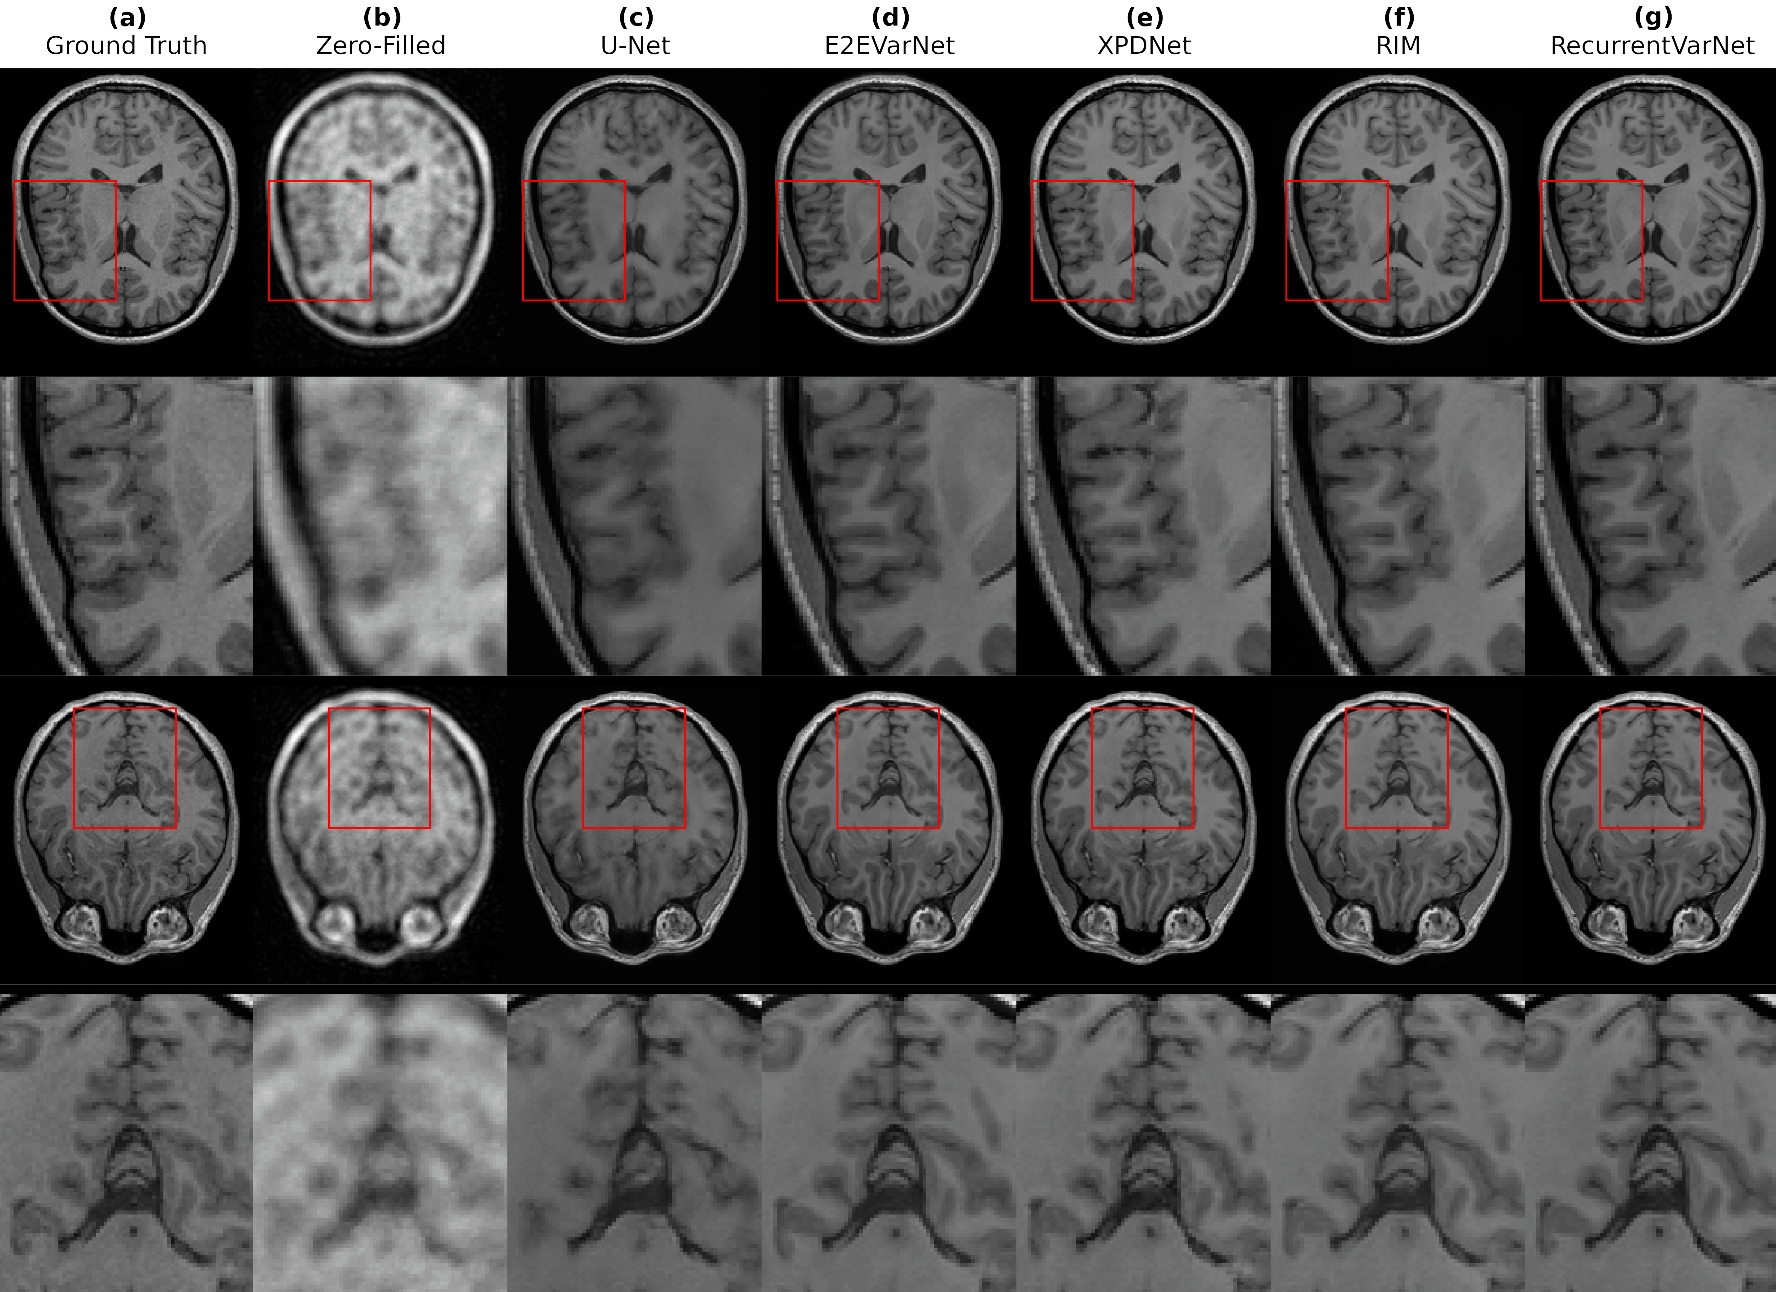 (a) (b) (c) (d) (e) (f) (g)
Ground Truth Zero-Filled U-Net E2EVarNet XPDNet RIM RecurrentVarNet